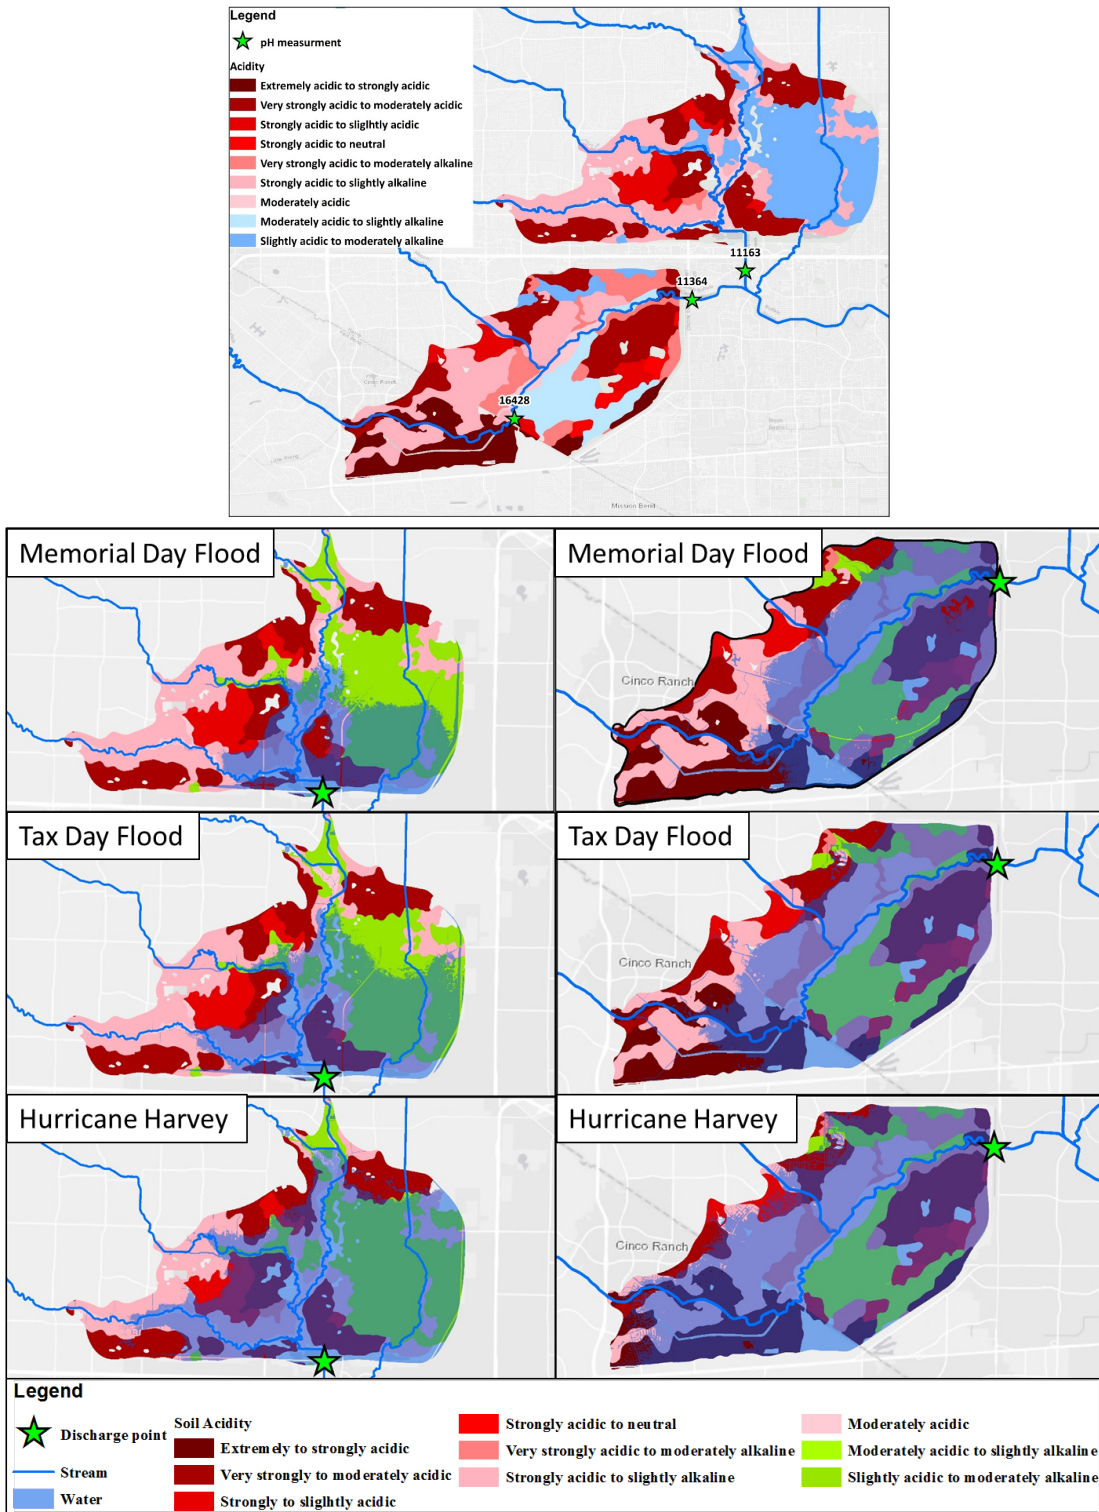 Legend
pH measurment
Acidity
Extremely acidic to strongly acidic
Very strongly acidic to moderately acidic
Strongly acidic to sliglhtly acidic
Strongly acidic to neutral
Very strongly acidic to moderately alkaline
Strongly acidic to slightly alkaline
Moderately acidic
Moderately acidic to slightly alkaline
Slightly acidic to moderately alkaline
11163
11364
16428
Cinco Ranch
Mission Bend
Memorial Day Flood
Memorial Day Flood
Cinco Ranch
Tax Day Flood
Tax Day Flood
Cinco Ranch
Hurricane Harvey
Hurricane Harvey
Cinco Ranch
Legend
Discharge point
Stream
Water
Soil Acidity
Extremely to strongly acidic
Very strongly to moderately acidic
Strongly to sliglhtly acidic
Strongly acidic to neutral
Very strongly acidic to moderately alkaline
Strongly acidic to slightly alkaline
Moderately acidic
Moderately acidic to slightly alkaline
Slightly acidic to moderately alkaline